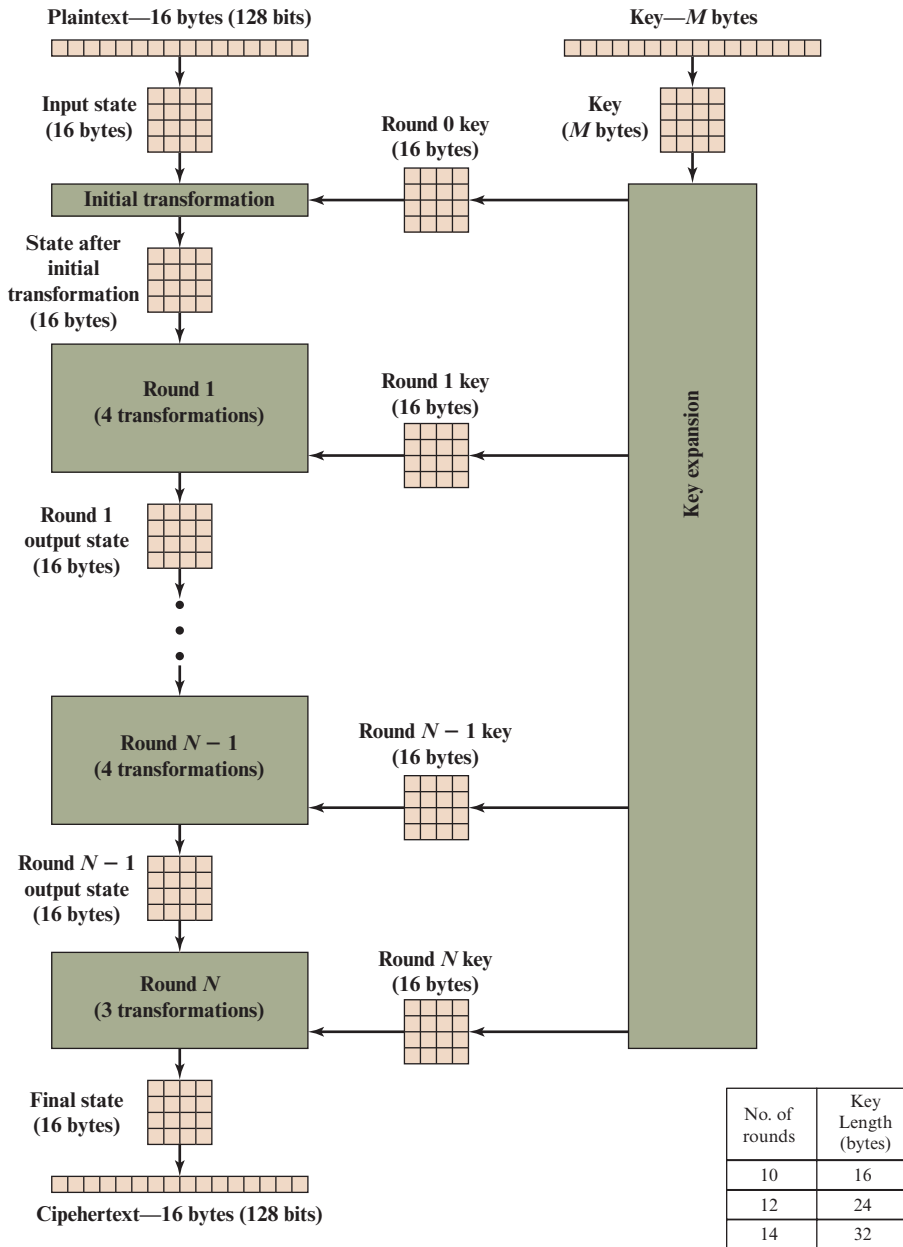 Plaintext—16 bytes (128 bits)
Key—M bytes
Input state
(16 bytes)
Key
(M bytes)
Round 0 key
(16 bytes)
Initial transformation
State after
initial
transformation
(16 bytes)
Round 1
(4 transformations)
Round 1 key
(16 bytes)
Key expansion
Round 1
output state
(16 bytes)
Round N − 1
(4 transformations)
Round N − 1 key
(16 bytes)
Round N − 1
output state
(16 bytes)
Round N
(3 transformations)
Round N key
(16 bytes)
Final state
(16 bytes)
Cipehertext—16 bytes (128 bits)
No. of
rounds
Key
Length
(bytes)
10 16
12 24
14 32